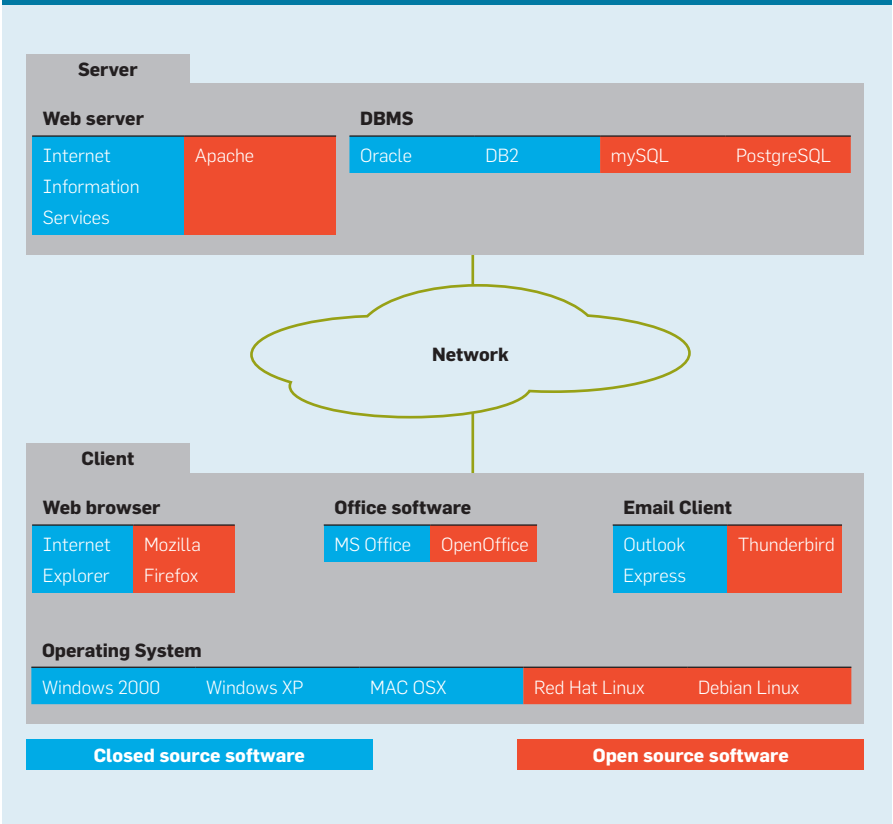 Server
Web server
Internet
Information
Services
Apache
DBMS
Oracle DB2 mySQL PostgreSQL
Network
Client
Web browser
Internet
Explorer
Mozilla
Firefox
Office software
MS Office OpenOffice
Email Client
Outlook
Express
Thunderbird
Operating System
Windows 2000 Windows XP MAC OSX Red Hat Linux Debian Linux
Closed source software
Open source software